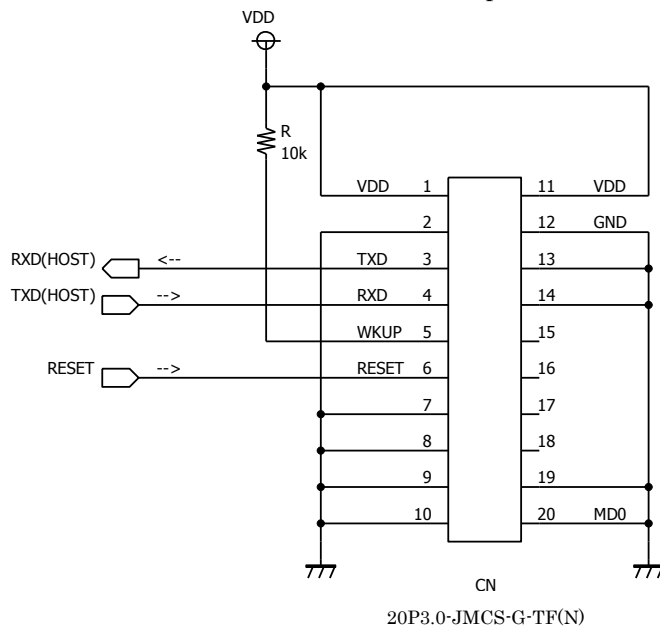 VDD
R
10k
VDD 1 11 VDD
2 12 GND
RXD(HOST) <-- TXD 3 13
TXD(HOST) --> RXD 4 14
WKUP 5 15
RESET --> RESET 6 16
7 17
8 18
9 19
10 20 MD0
CN
20P3.0-JMCS-G-TF(N)